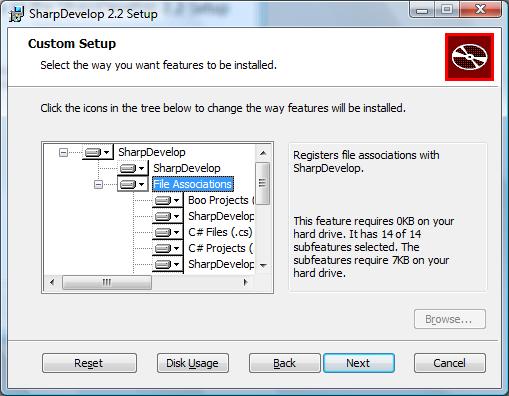 SharpDevelop 2.2 Setup
Custom Setup
Select the way you want features to be installed.
Click the icons in the tree below to change the way features will be installed.
SharpDevelop
SharpDevelop
File Associations
Boo Projects (
SharpDevelop
C# Files (.cs)
C# Projects (
SharpDevelop
Registers file associations with
SharpDevelop.
This feature requires 0KB on your
hard drive. It has 14 of 14
subfeatures selected. The
subfeatures require 7KB on your
hard drive.
Browse...
Reset
Disk Usage
Back
Next
Cancel